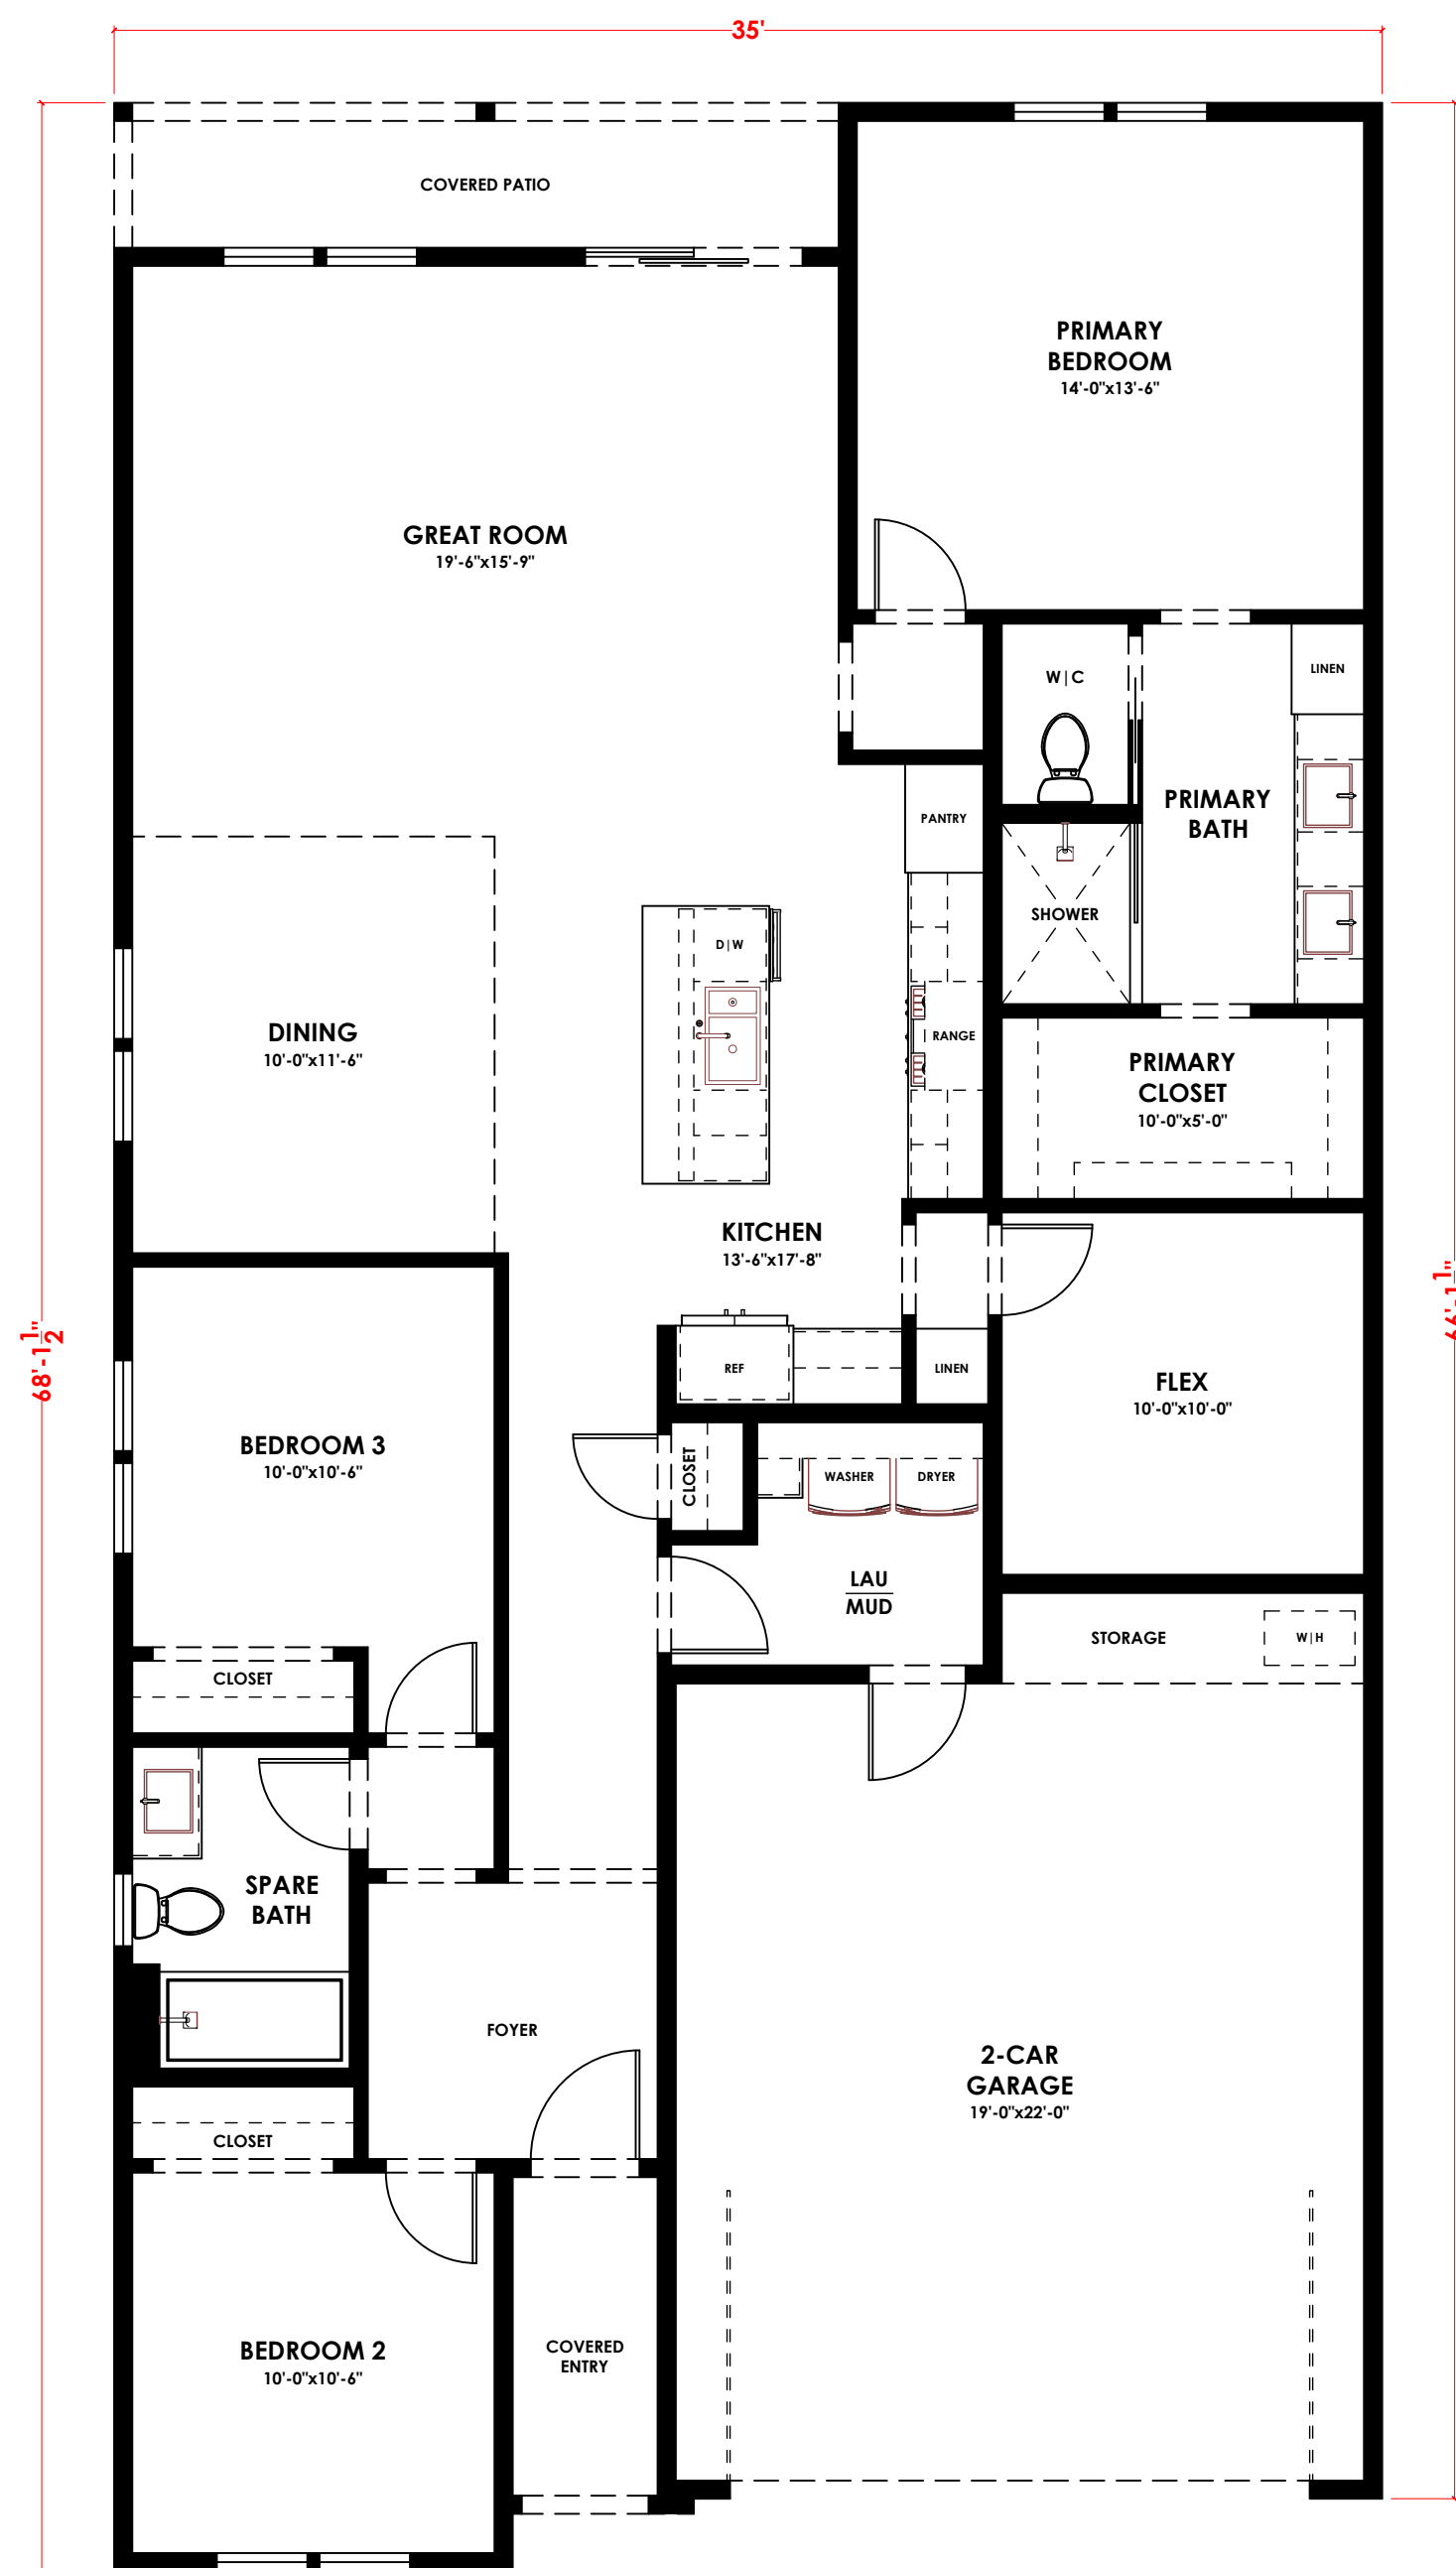 35'
COVERED PATIO
PRIMARY
BEDROOM
14'-0"x13'-6"
GREAT ROOM
19'-6"x15'-9"
W|C
LINEN
PRIMARY
BATH
PANTRY
SHOWER
D|W
RANGE
DINING
10'-0"x11'-6"
PRIMARY
CLOSET
10'-0"x5'-0"
KITCHEN
13'-6"x17'-8"
68'-1 1/2"
REF
LINEN
FLEX
10'-0"x10'-0"
BEDROOM 3
10'-0"x10'-6"
CLOSET
WASHER
DRYER
LAU
MUD
STORAGE
W|H
CLOSET
SPARE
BATH
FOYER
2-CAR
GARAGE
19'-0"x22'-0"
CLOSET
BEDROOM 2
10'-0"x10'-6"
COVERED
ENTRY